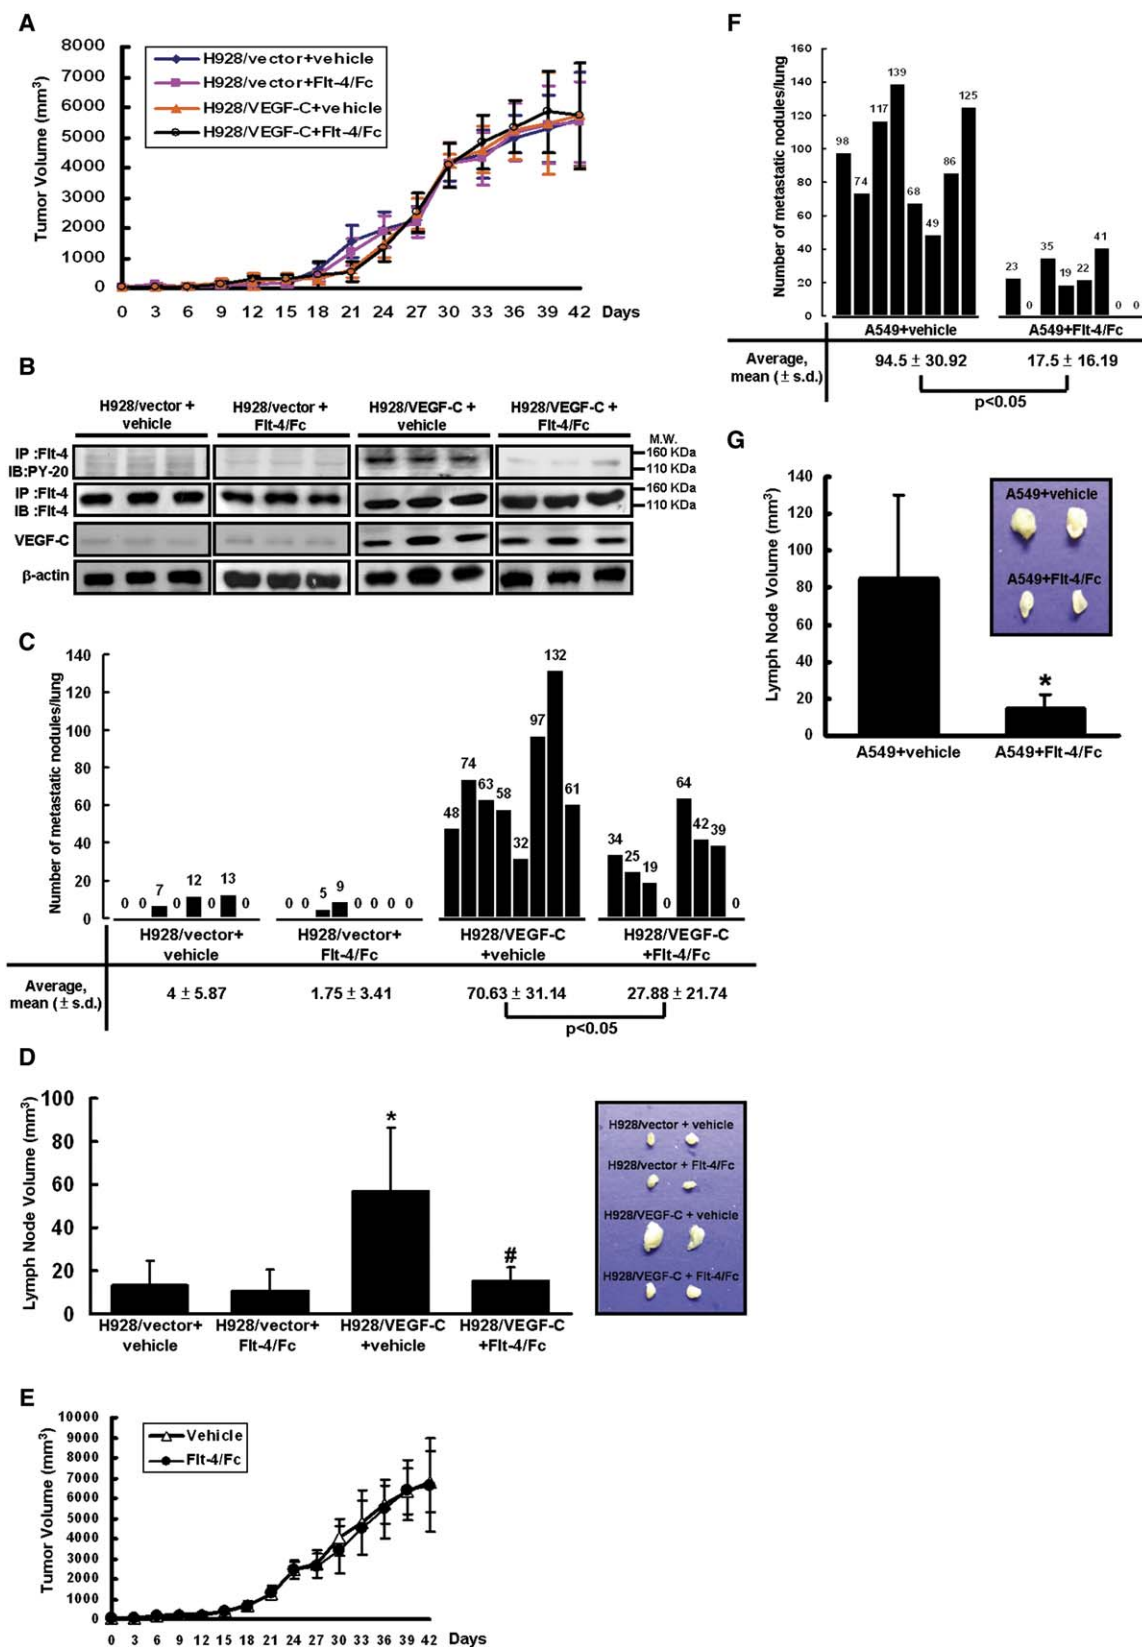 A
Tumor Volume (mm³)
8000
7000
6000
5000
4000
3000
2000
1000
0
H928/vector+vehicle
H928/vector+Flt-4/Fc
H928/VEGF-C+vehicle
H928/VEGF-C+Flt-4/Fc
0 3 6 9 12 15 18 21 24 27 30 33 36 39 42 Days
B
H928/vector + vehicle
H928/vector + Flt-4/Fc
H928/VEGF-C + vehicle
H928/VEGF-C + Flt-4/Fc
M.W.
IP :Flt-4
IB:PY-20
160 KDa
110 KDa
IP :Flt-4
IB :Flt-4
160 KDa
110 KDa
VEGF-C
β-actin
C
Number of metastatic nodules/lung
140
120
100
80
60
40
20
0
0 0 7 0 12 0 13 0
0 0 5 9 0 0 0 0
48 74 63 58 32 97 132 61
34 25 19 0 64 42 39 0
H928/vector+ vehicle
H928/vector+ Flt-4/Fc
H928/VEGF-C +vehicle
H928/VEGF-C +Flt-4/Fc
Average,
mean (± s.d.)
4 ± 5.87
1.75 ± 3.41
70.63 ± 31.14
27.88 ± 21.74
p<0.05
D
Lymph Node Volume (mm³)
100
80
60
40
20
0
*
#
H928/vector+ vehicle
H928/vector+ Flt-4/Fc
H928/VEGF-C +vehicle
H928/VEGF-C +Flt-4/Fc
H928/vector + vehicle
H928/vector + Flt-4/Fc
H928/VEGF-C + vehicle
H928/VEGF-C + Flt-4/Fc
E
Tumor Volume (mm³)
10000
9000
8000
7000
6000
5000
4000
3000
2000
1000
0
Vehicle
Flt-4/Fc
0 3 6 9 12 15 18 21 24 27 30 33 36 39 42 Days
F
Number of metastatic nodules/lung
160
140
120
100
80
60
40
20
0
98 74 117 139 68 49 86 125
23 0 35 19 22 41 0 0
A549+vehicle
A549+Flt-4/Fc
Average,
mean (± s.d.)
94.5 ± 30.92
17.5 ± 16.19
p<0.05
G
Lymph Node Volume (mm³)
140
120
100
80
60
40
20
0
*
A549+vehicle
A549+Flt-4/Fc
A549+vehicle
A549+Flt-4/Fc